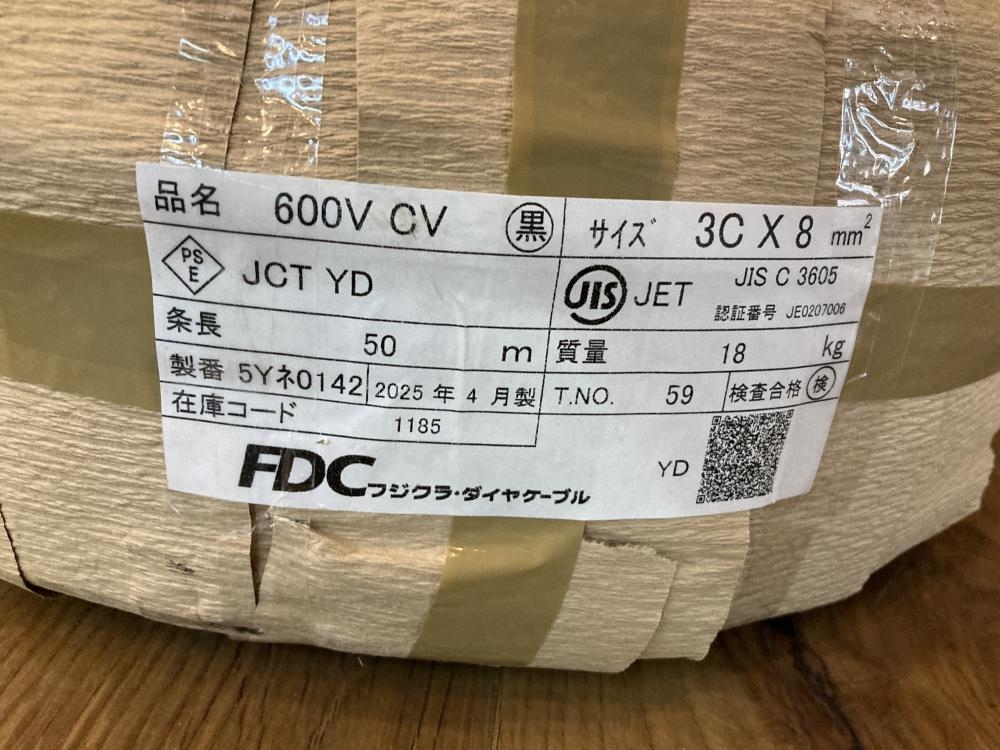 品名 600V CV 黒 サイズ 3C X 8 mm²
PS E JCT YD JIS JET JIS C 3605
認証番号 JE0207006
条長 50 m 質量 18 kg
製番 5Yネ0142 2025 年 4 月製 T.NO. 59 検査合格 検
在庫コード 1185
YD
FDC フジクラ・ダイヤケーブル